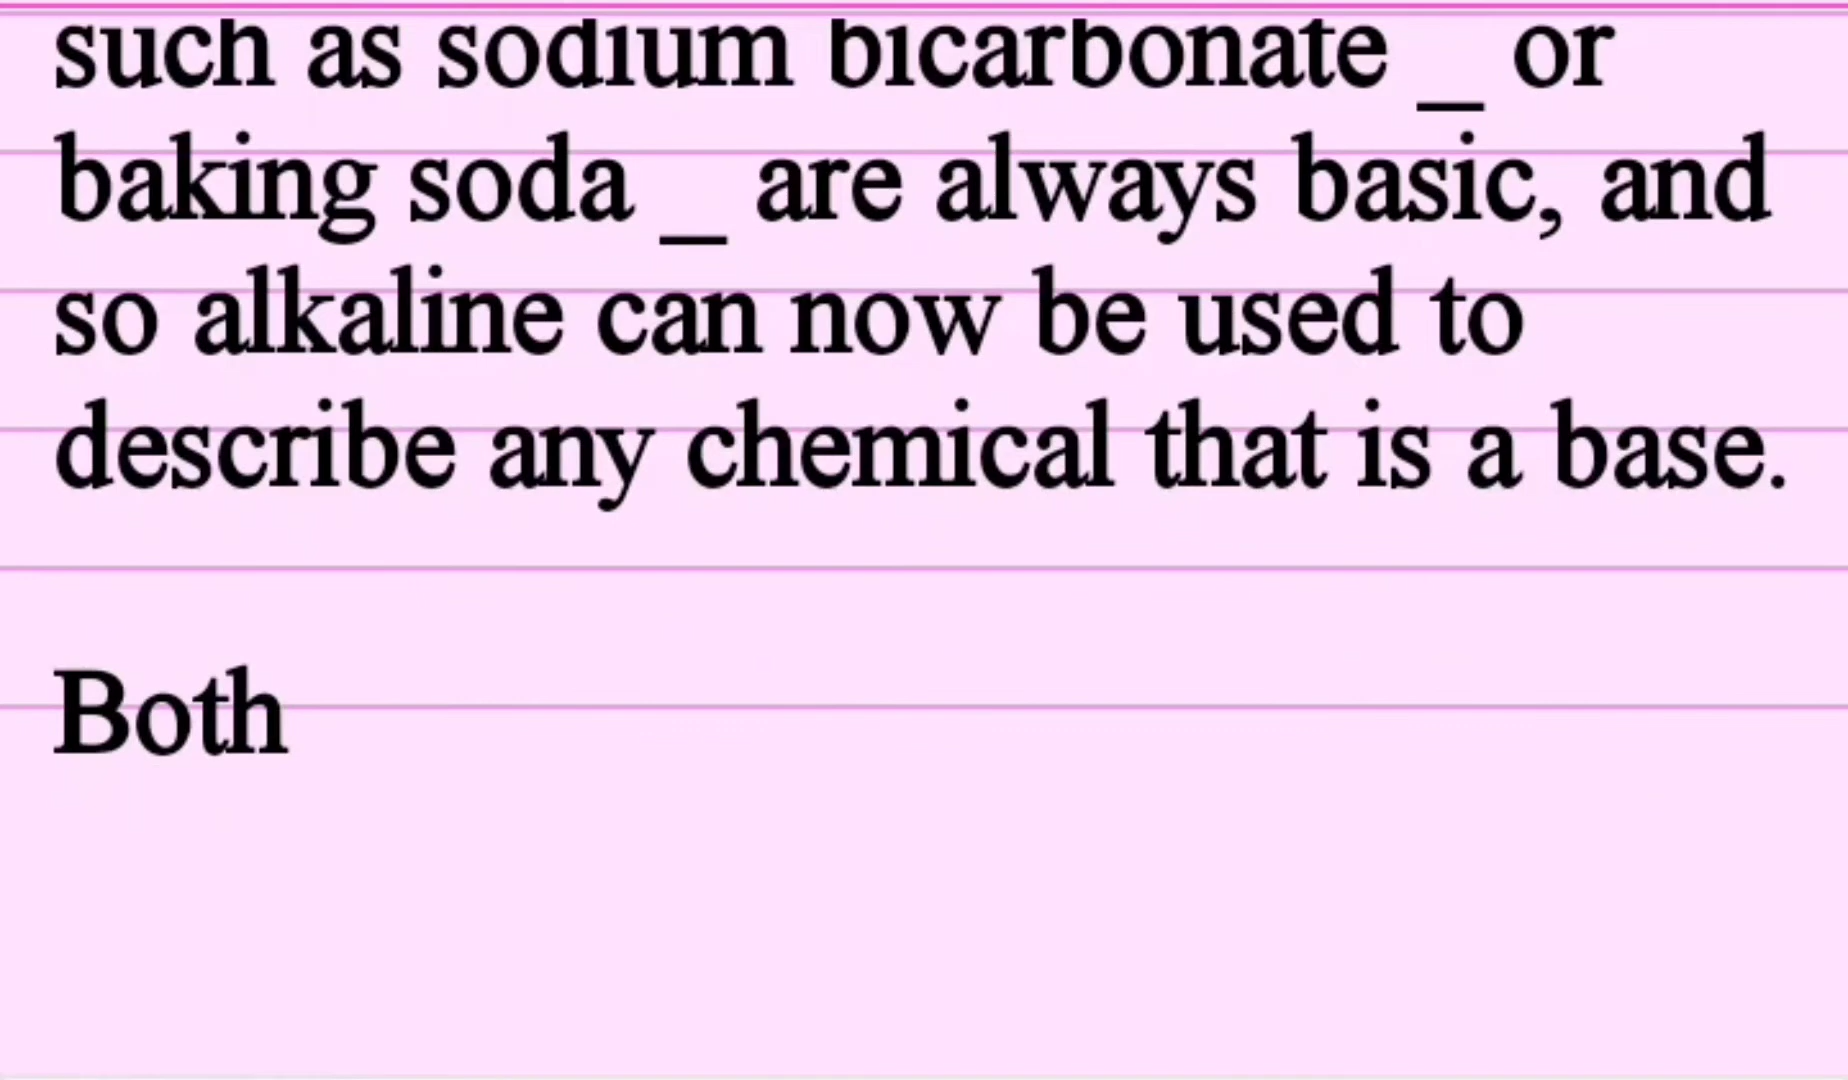 such as sodium bicarbonate _ or
baking soda _ are always basic, and
so alkaline can now be used to
describe any chemical that is a base.
Both